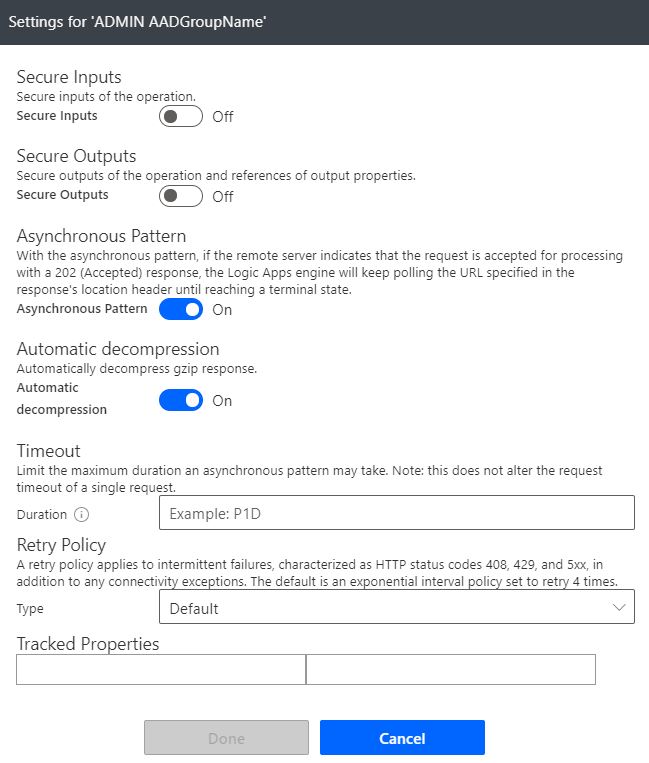 Settings for 'ADMIN AADGroupName'
Secure Inputs
Secure inputs of the operation.
Secure Inputs Off
Secure Outputs
Secure outputs of the operation and references of output properties.
Secure Outputs Off
Asynchronous Pattern
With the asynchronous pattern, if the remote server indicates that the request is accepted for processing
with a 202 (Accepted) response, the Logic Apps engine will keep polling the URL specified in the
response's location header until reaching a terminal state.
Asynchronous Pattern On
Automatic decompression
Automatically decompress gzip response.
Automatic
decompression On
Timeout
Limit the maximum duration an asynchronous pattern may take. Note: this does not alter the request
timeout of a single request.
Duration Example: P1D
Retry Policy
A retry policy applies to intermittent failures, characterized as HTTP status codes 408, 429, and 5xx, in
addition to any connectivity exceptions. The default is an exponential interval policy set to retry 4 times.
Type Default
Tracked Properties
Done Cancel